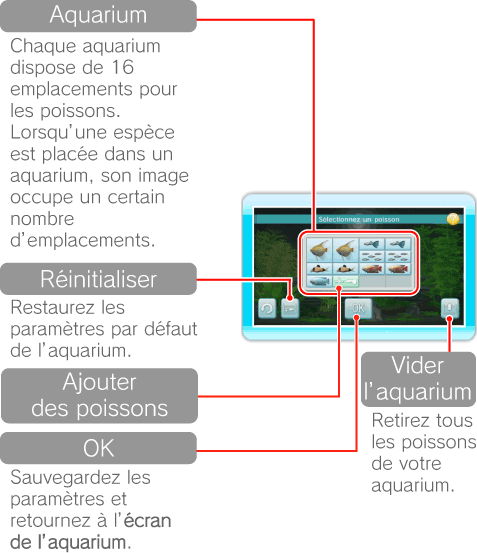 Aquarium
Chaque aquarium
dispose de 16
emplacements pour
les poissons.
Lorsqu'une espèce
est placée dans un
aquarium, son image
occupe un certain
nombre
d'emplacements.
Sélectionnez un poisson
OK
Réinitialiser
Restaurez les
paramètres par défaut
de l'aquarium.
Ajouter
des poissons
OK
Sauvegardez les
paramètres et
retournez à l'écran
de l'aquarium.
Vider
l'aquarium
Retirez tous
les poissons
de votre
aquarium.